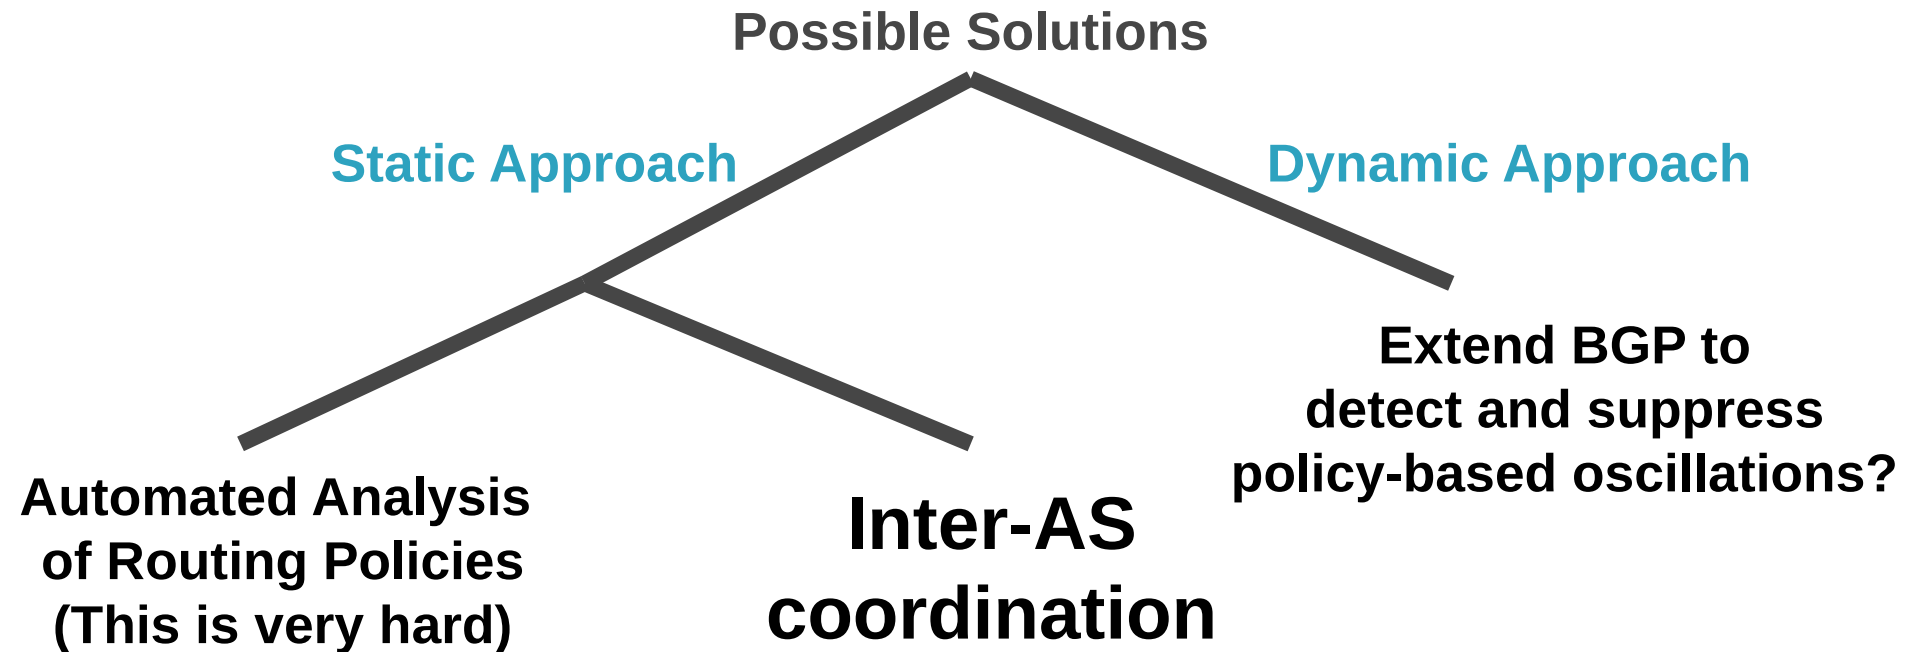 Possible Solutions
Static Approach
Dynamic Approach
Extend BGP to
detect and suppress
policy-based oscillations?
Automated Analysis
of Routing Policies
(This is very hard)
Inter-AS
coordination